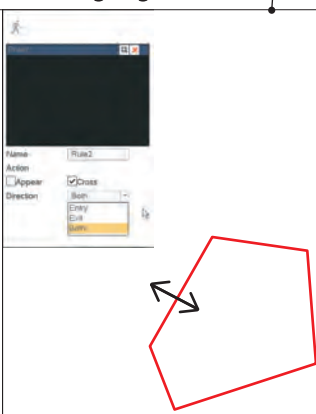 Name Rule2
Action
Appear Cross
Direction Both
Entry
Exit
Both